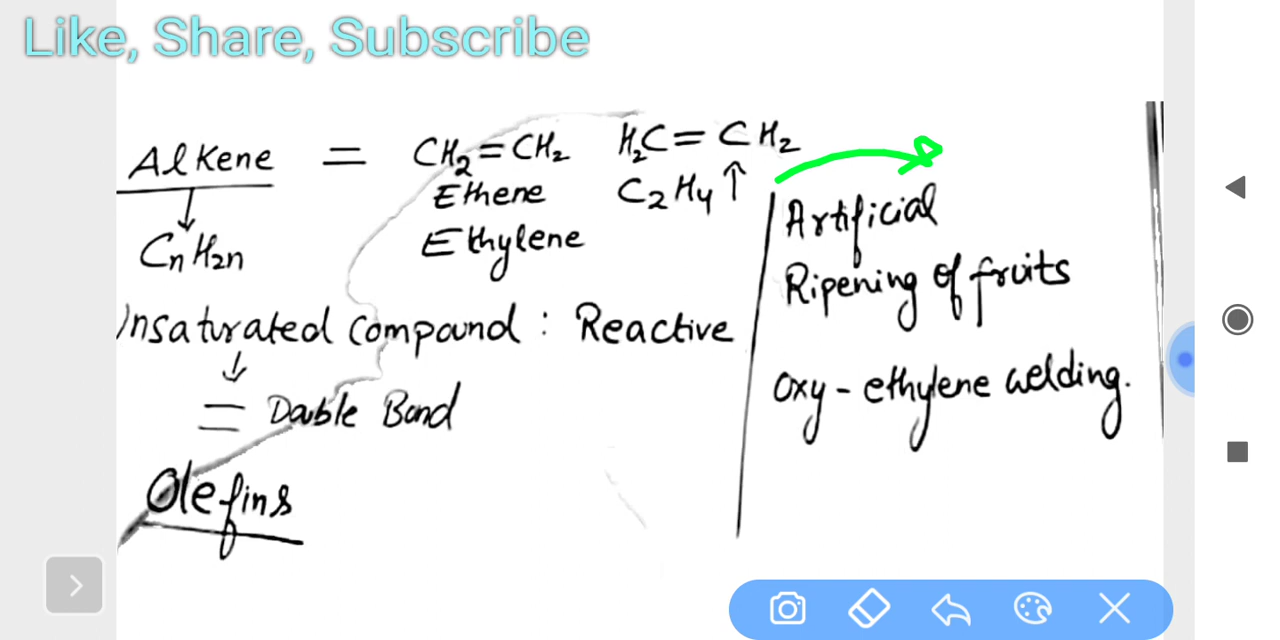 Like, Share, Subscribe
Alkene = CH2=CH2 H2C=CH2
Ethene C2H4 ↑
CnH2n Ethylene
Unsaturated Compound : Reactive
↓
= Double Bond
Olefins
Artificial
Ripening of fruits
Oxy-ethylene welding.